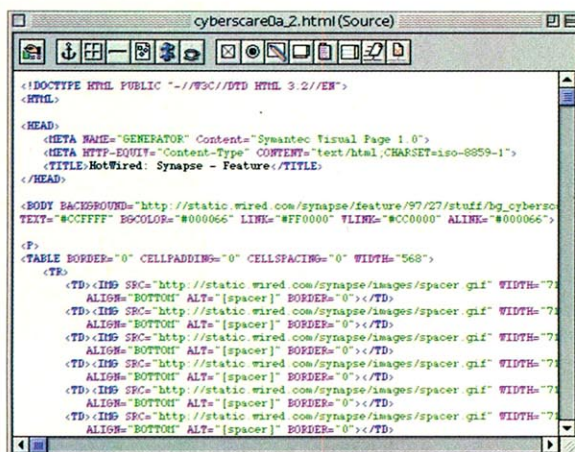 cyberscare0a_2.html (Source)
<!DOCTYPE HTML PUBLIC "-//W3C//DTD HTML 3.2//EN">
<HTML>
<HEAD>
<META NAME="GENERATOR" Content="Symantec Visual Page 1.0">
<META HTTP-EQUIV="Content-Type" CONTENT="text/html;CHARSET=iso-8859-1">
<TITLE>HotWired: Synapse - Feature</TITLE>
</HEAD>
<BODY BACKGROUND="http://static.wired.com/synapse/feature/97/27/stuff/bg_cybersc
TEXT="#CCFFFF" BGCOLOR="#000066" LINK="#FF0000" VLINK="#CC0000" ALINK="#000066">
<P>
<TABLE BORDER="0" CELLPADDING="0" CELLSPACING="0" WIDTH="568">
<TR>
<TD><IMG SRC="http://static.wired.com/synapse/images/spacer.gif" WIDTH="71
ALIGN="BOTTOM" ALT="[spacer]" BORDER="0"></TD>
<TD><IMG SRC="http://static.wired.com/synapse/images/spacer.gif" WIDTH="71
ALIGN="BOTTOM" ALT="[spacer]" BORDER="0"></TD>
<TD><IMG SRC="http://static.wired.com/synapse/images/spacer.gif" WIDTH="71
ALIGN="BOTTOM" ALT="[spacer]" BORDER="0"></TD>
<TD><IMG SRC="http://static.wired.com/synapse/images/spacer.gif" WIDTH="71
ALIGN="BOTTOM" ALT="[spacer]" BORDER="0"></TD>
<TD><IMG SRC="http://static.wired.com/synapse/images/spacer.gif" WIDTH="71
ALIGN="BOTTOM" ALT="[spacer]" BORDER="0"></TD>
<TD><IMG SRC="http://static.wired.com/synapse/images/spacer.gif" WIDTH="71
ALIGN="BOTTOM" ALT="[spacer]" BORDER="0"></TD>